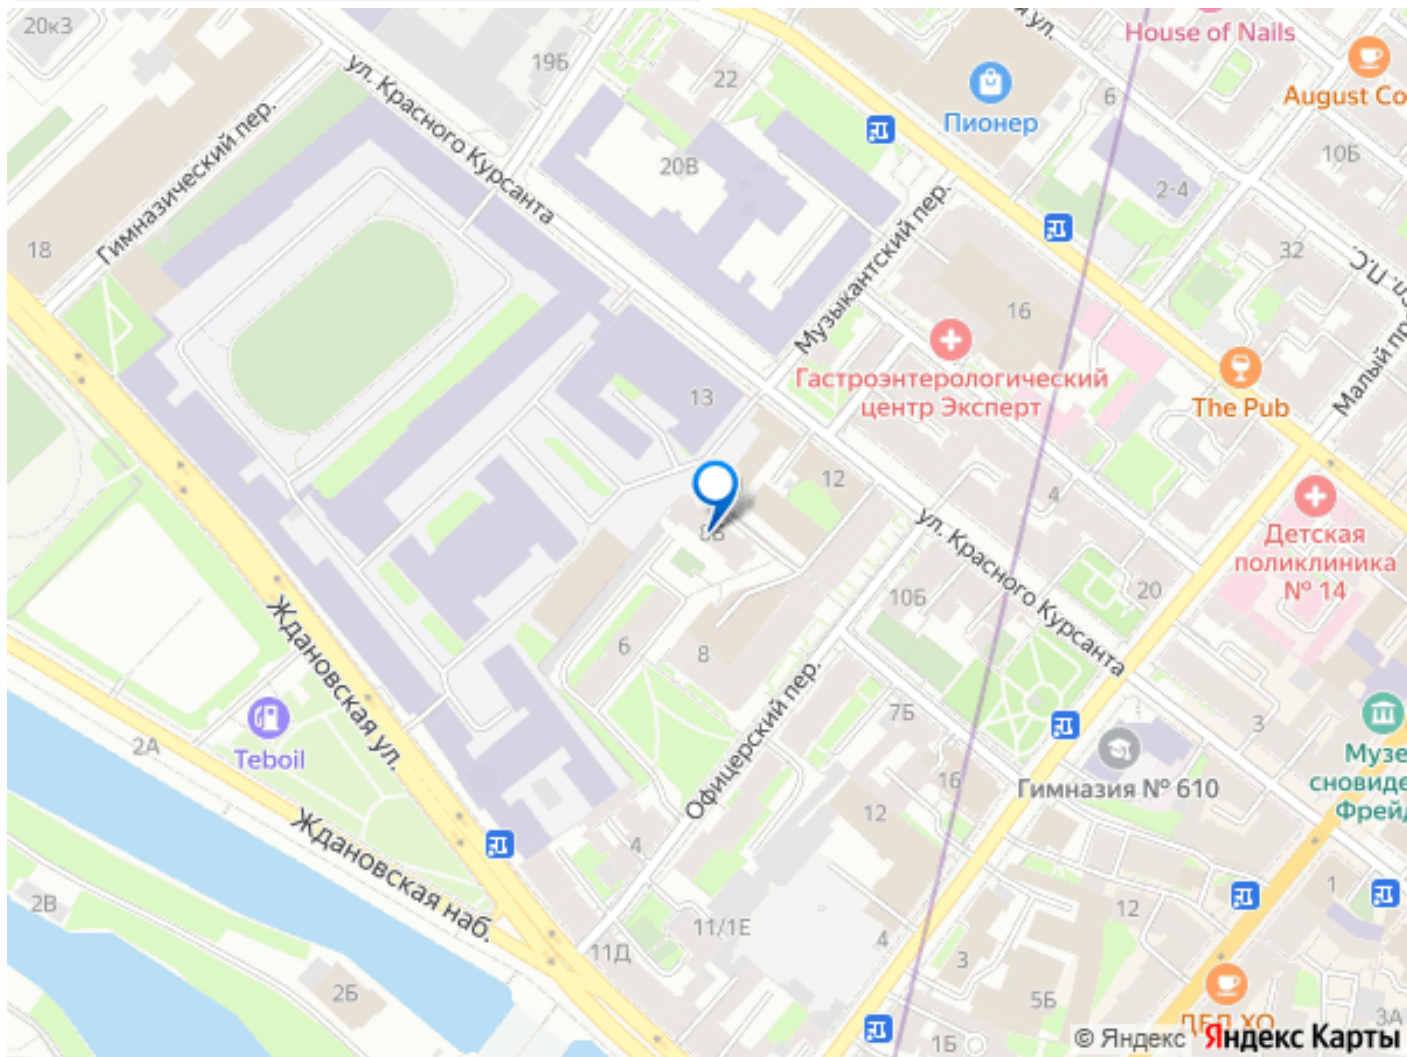 20к3
19Б
22
House of Nails
6
Пионер
August Co
ул. Красного Курсанта
Гимназический пер.
20В
2-4
10Б
18
Музыкантский пер.
32
16
Малый пр
Гастроэнтерологический
центр Эксперт
The Pub
13
12
4
ул. Красного Курсанта
Детская
поликлиника
№ 14
20
10Б
Ждановская ул.
6
8
Офицерский пер.
7Б
3
2А
Teboil
16
Гимназия № 610
Музе
сновиде
Фрейд
12
Ждановская наб.
4
2В
11/1Е
11Д
4
12
1
3
2Б
5Б
ДЕД ХО
3А
1Б
© Яндекс Яндекс Карты